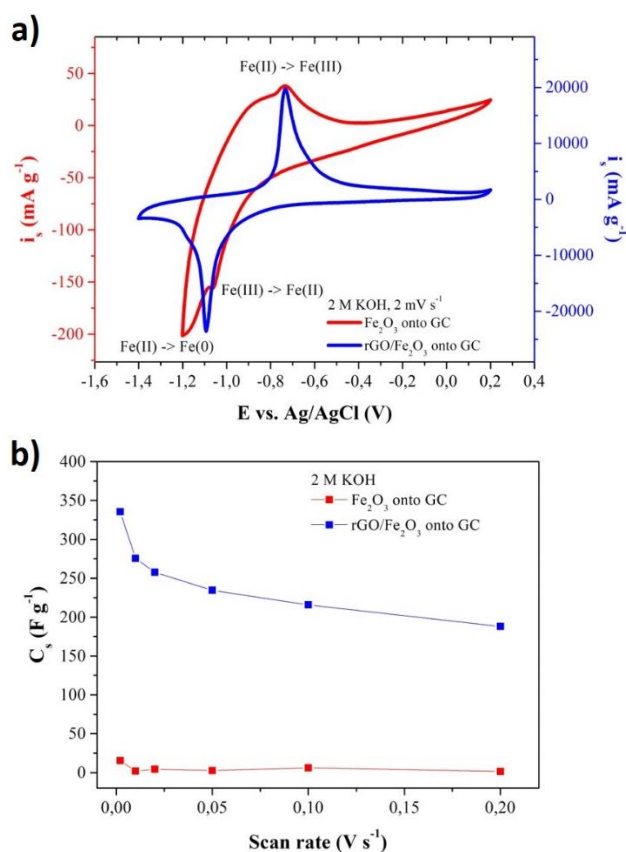 a)
Fe(II) -> Fe(III)
50
0
-50
-100
-150
-200
i_s (mA g⁻¹)
20000
10000
0
-10000
-20000
i_s (mA g⁻¹)
Fe(III) -> Fe(II)
2 M KOH, 2 mV s⁻¹
Fe₂O₃ onto GC
rGO/Fe₂O₃ onto GC
Fe(II) -> Fe(0)
-1,6 -1,4 -1,2 -1,0 -0,8 -0,6 -0,4 -0,2 0,0 0,2 0,4
E vs. Ag/AgCl (V)
b)
400
350
300
250
200
150
100
50
0
C_s (F g⁻¹)
2 M KOH
Fe₂O₃ onto GC
rGO/Fe₂O₃ onto GC
0,00 0,05 0,10 0,15 0,20
Scan rate (V s⁻¹)